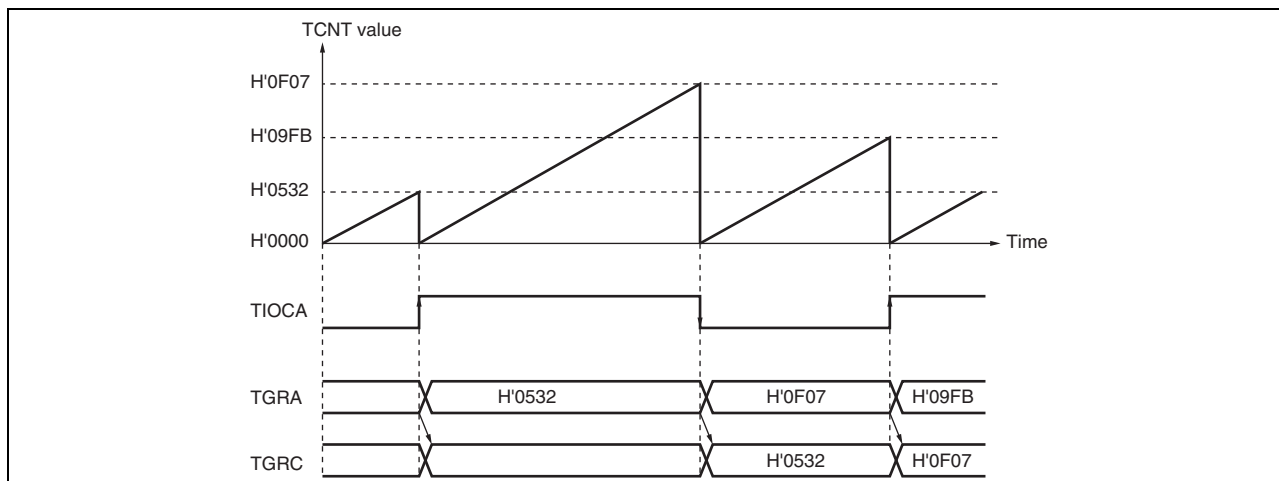 TCNT value
H'0F07
H'09FB
H'0532
H'0000
Time
TIOCA
TGRA H'0532 H'0F07 H'09FB
TGRC H'0532 H'0F07